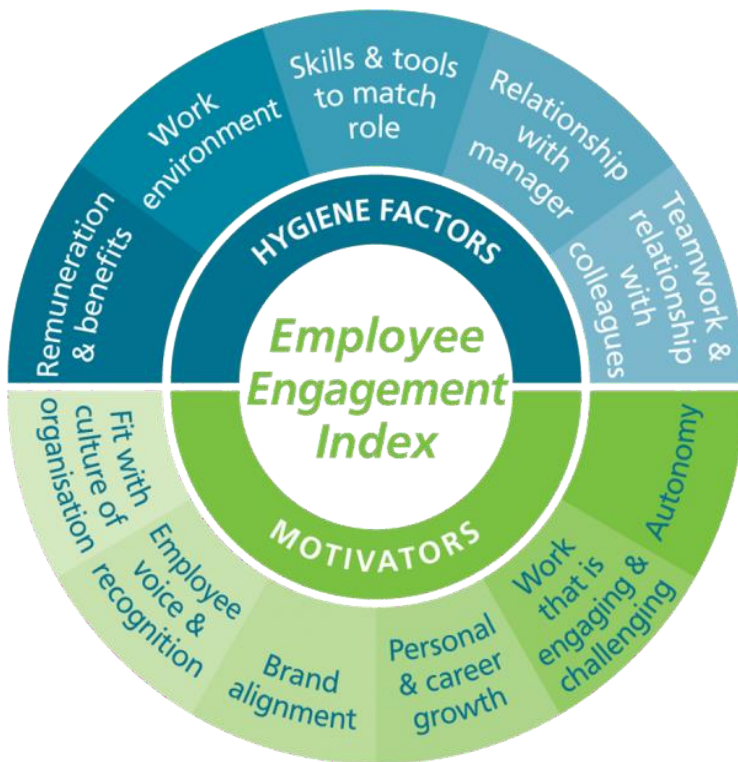 Remuneration
& benefits
Work
environment
Skills & tools
to match
role
Relationship
with
manager
Teamwork &
relationship
with
colleagues
HYGIENE FACTORS
Employee
Engagement
Index
MOTIVATORS
Fit with
culture of
organisation
Employee
voice &
recognition
Brand
alignment
Personal
& career
growth
Work
that is
engaging &
challenging
Autonomy